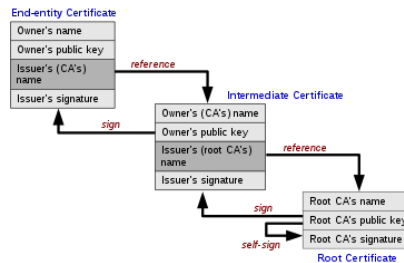 End-entity Certificate
Owner's name
Owner's public key
Issuer's (CA's)
name
Issuer's signature
reference
sign
Intermediate Certificate
Owner's (CA's) name
Owner's public key
Issuer's (root CA's)
name
Issuer's signature
reference
sign
self-sign
Root CA's name
Root CA's public key
Root CA's signature
Root Certificate